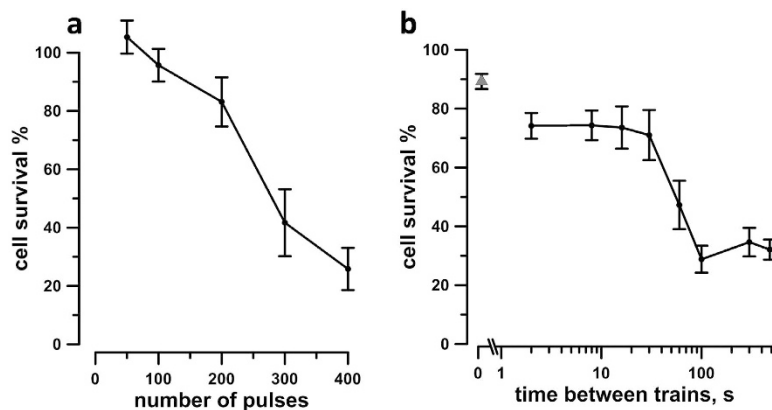 a
100
80
60
40
20
0
cell survival %
0 100 200 300 400
number of pulses
b
100
80
60
40
20
0
cell survival %
0 1 10 100
time between trains, s